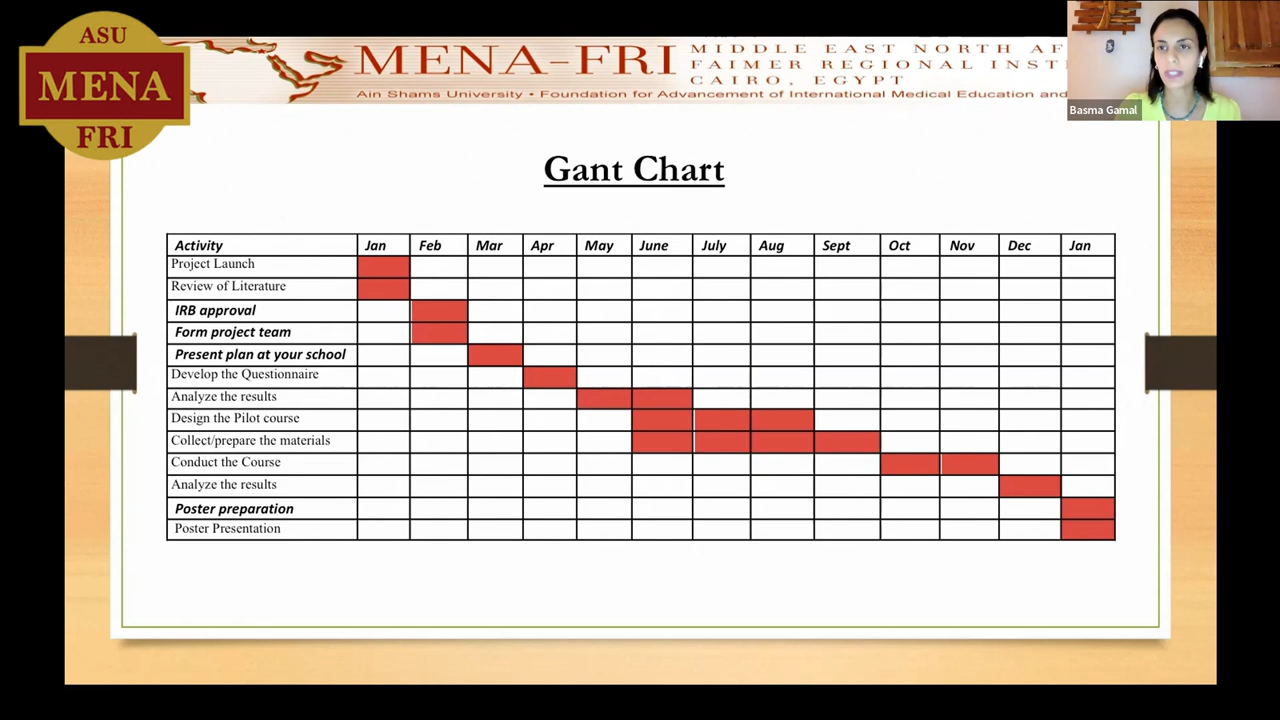 ASU
MENA
FRI
MENA-FRI
MIDDLE EAST NORTH AF
FAIMER REGIONAL INSTI
CAIRO, EGYPT
Ain Shams University • Foundation for Advancement of International Medical Education and
Basma Gamal
Gant Chart
Activity Jan Feb Mar Apr May June July Aug Sept Oct Nov Dec Jan
Project Launch
Review of Literature
IRB approval
Form project team
Present plan at your school
Develop the Questionnaire
Analyze the results
Design the Pilot course
Collect/prepare the materials
Conduct the Course
Analyze the results
Poster preparation
Poster Presentation